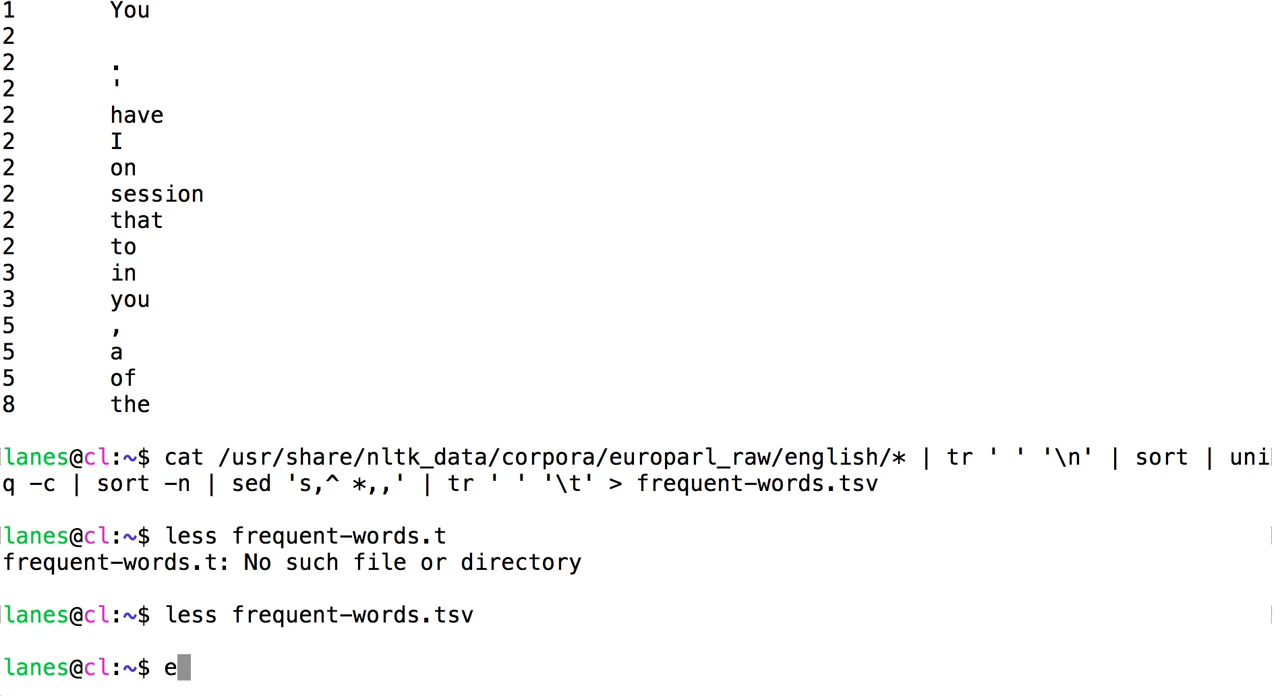 1 You
2
2 .
2 '
2 have
2 I
2 on
2 session
2 that
2 to
3 in
3 you
5 ,
5 a
5 of
8 the
lanes@cl:~$ cat /usr/share/nltk_data/corpora/europarl_raw/english/* | tr ' ' '\n' | sort | uni
q -c | sort -n | sed 's,^ *,,' | tr ' ' '\t' > frequent-words.tsv
lanes@cl:~$ less frequent-words.t
frequent-words.t: No such file or directory
lanes@cl:~$ less frequent-words.tsv
lanes@cl:~$ e